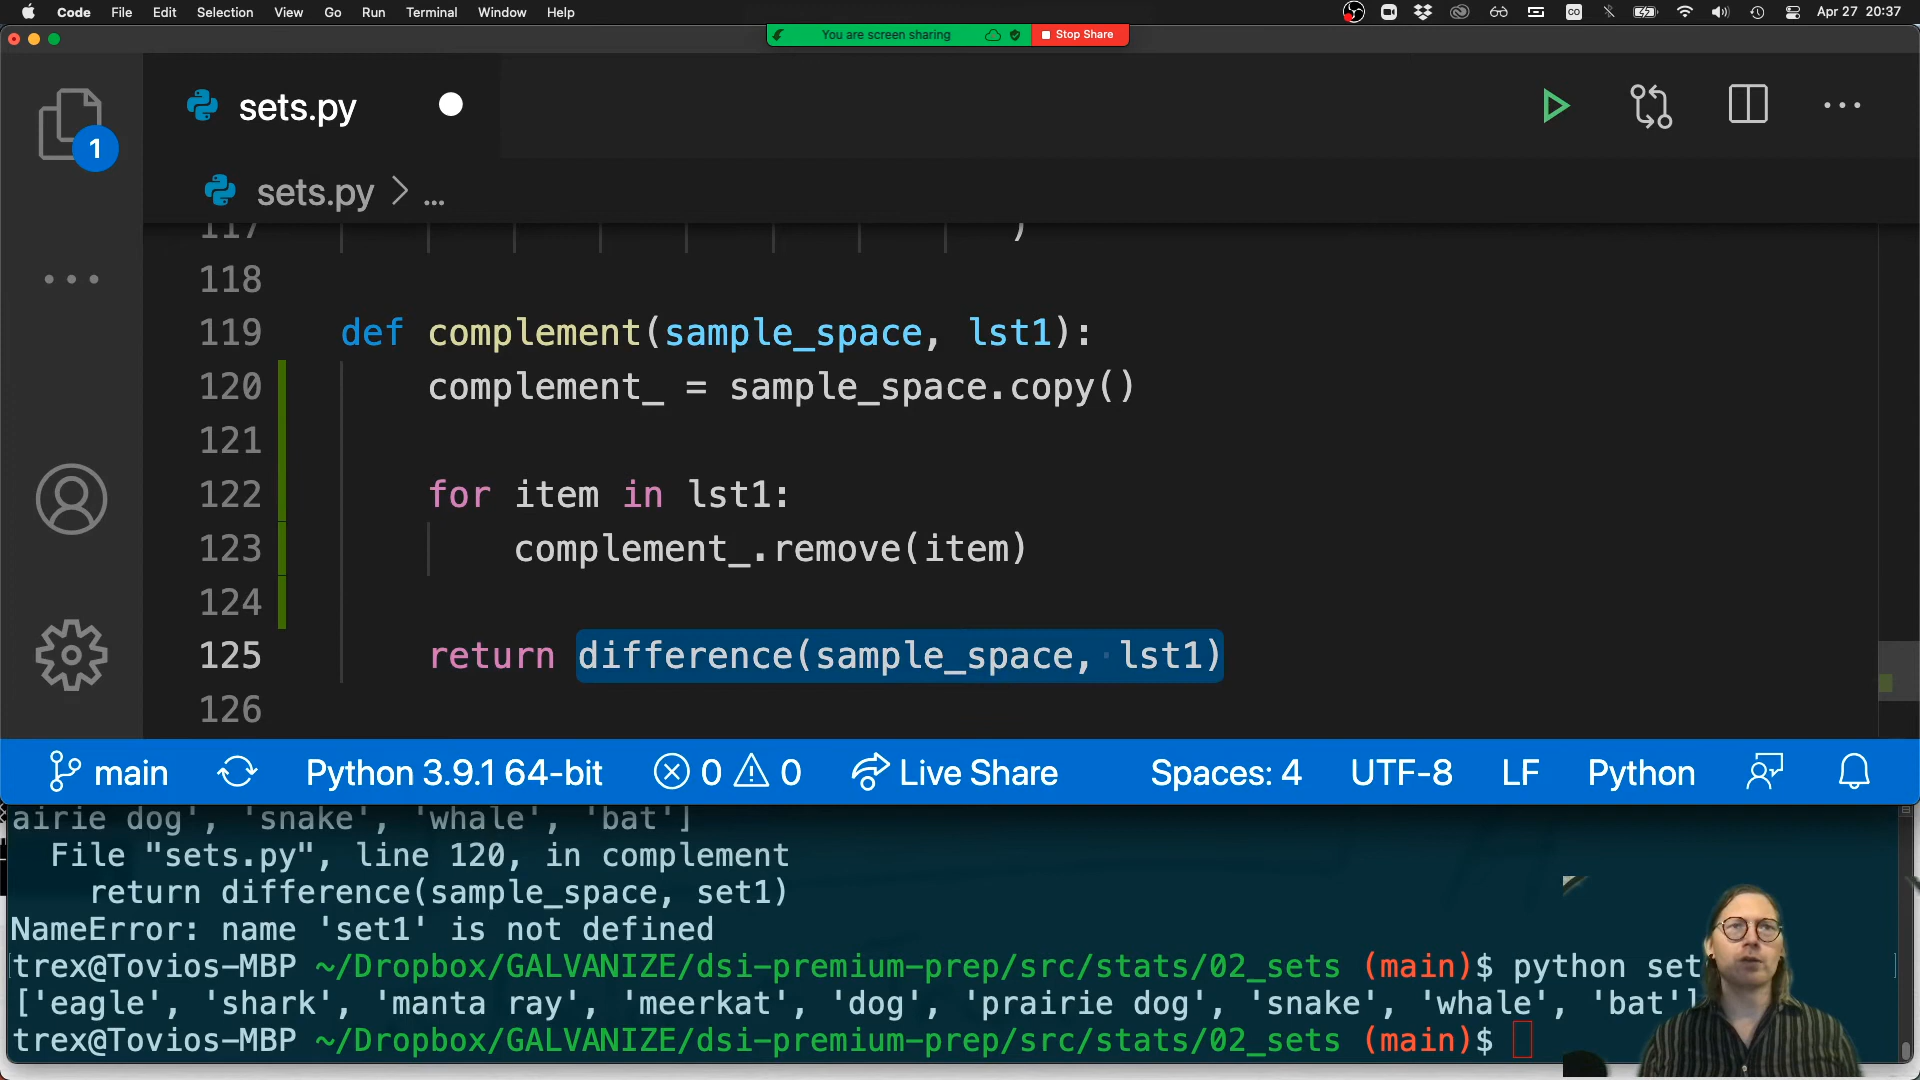 Code File Edit Selection View Go Run Terminal Window Help Apr 27 20:37
You are screen sharing Stop Share
sets.py
1
sets.py > ...
117 )
118
119 def complement(sample_space, lst1):
120 complement_ = sample_space.copy()
121
122 for item in lst1:
123 complement_.remove(item)
124
125 return difference(sample_space, lst1)
126
main Python 3.9.1 64-bit 0 0 Live Share Spaces: 4 UTF-8 LF Python
airie dog', 'snake', 'whale', 'bat']
File "sets.py", line 120, in complement
return difference(sample_space, set1)
NameError: name 'set1' is not defined
trex@Tovios-MBP ~/Dropbox/GALVANIZE/dsi-premium-prep/src/stats/02_sets (main)$ python set
['eagle', 'shark', 'manta ray', 'meerkat', 'dog', 'prairie dog', 'snake', 'whale', 'bat']
trex@Tovios-MBP ~/Dropbox/GALVANIZE/dsi-premium-prep/src/stats/02_sets (main)$